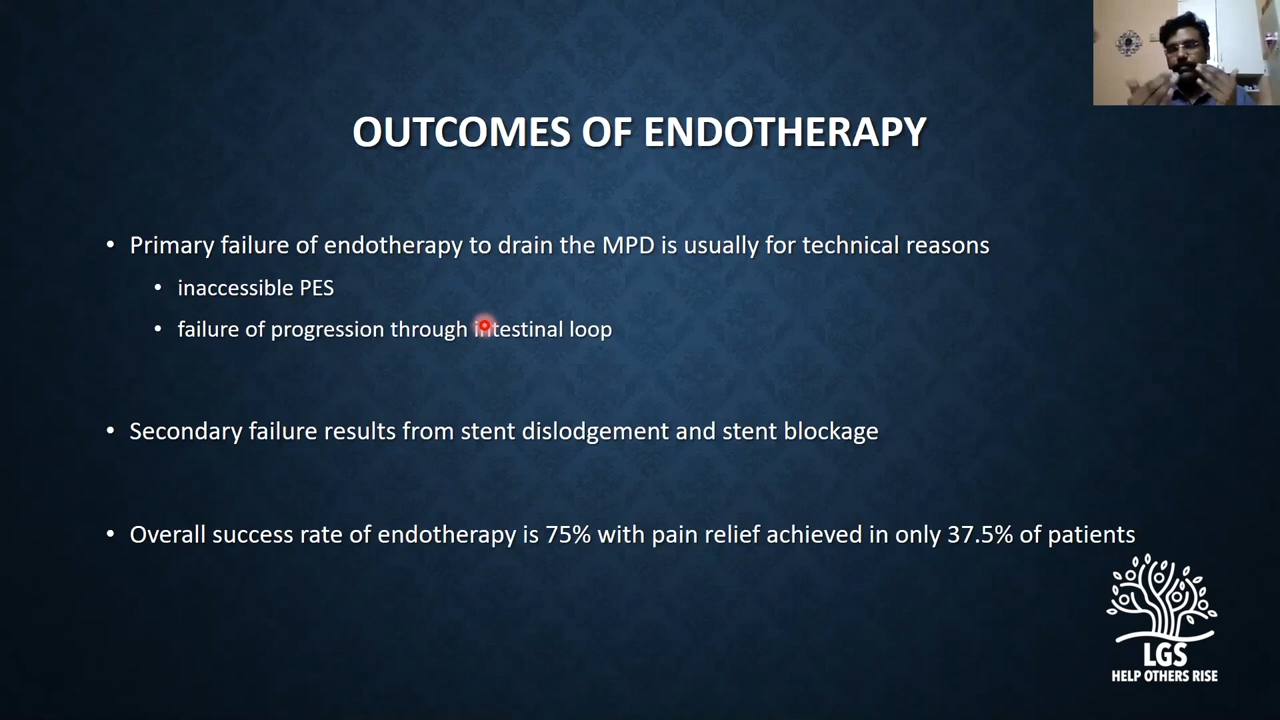 OUTCOMES OF ENDOTHERAPY
• Primary failure of endotherapy to drain the MPD is usually for technical reasons
• inaccessible PES
• failure of progression through intestinal loop
• Secondary failure results from stent dislodgement and stent blockage
• Overall success rate of endotherapy is 75% with pain relief achieved in only 37.5% of patients
LGS
HELP OTHERS RISE